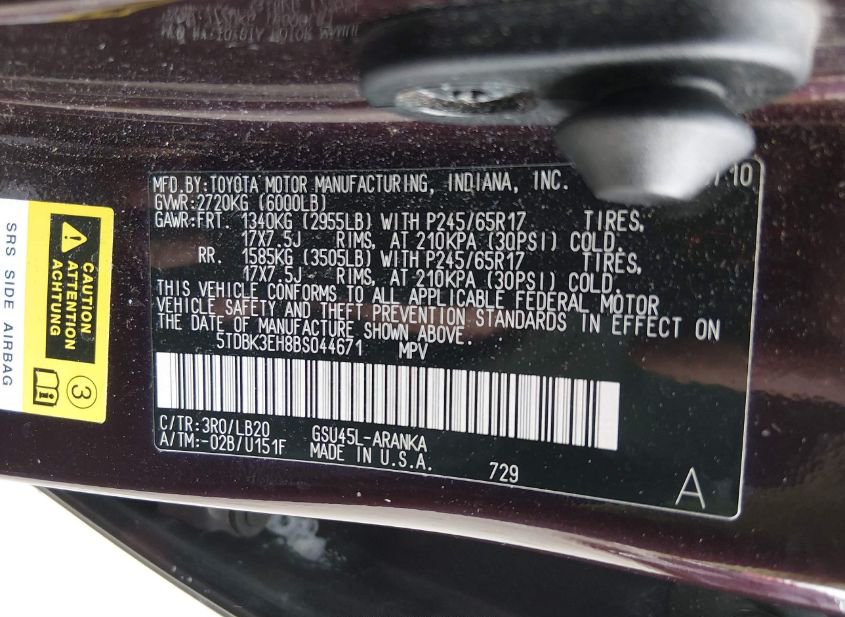 MFD.BY:TOYOTA MOTOR MANUFACTURING, INDIANA, INC.
GVWR:2720KG (6000LB)
GAWR:FRT. 1340KG (2955LB) WITH P245/65R17 TIRES,
17X7.5J RIMS, AT 210KPA (30PSI) COLD.
RR. 1585KG (3505LB) WITH P245/65R17 TIRES,
17X7.5J RIMS, AT 210KPA (30PSI) COLD.
THIS VEHICLE CONFORMS TO ALL APPLICABLE FEDERAL MOTOR
VEHICLE SAFETY AND THEFT PREVENTION STANDARDS IN EFFECT ON
THE DATE OF MANUFACTURE SHOWN ABOVE.
5TDBK3EH8BS044671 MPV
C/TR:3R0/LB20 GSU45L-ARANKA
A/TM:-02B/U151F MADE IN U.S.A.
729
A
CAUTION
ATTENTION
ACHTUNG
3
SRS SIDE AIRBAG